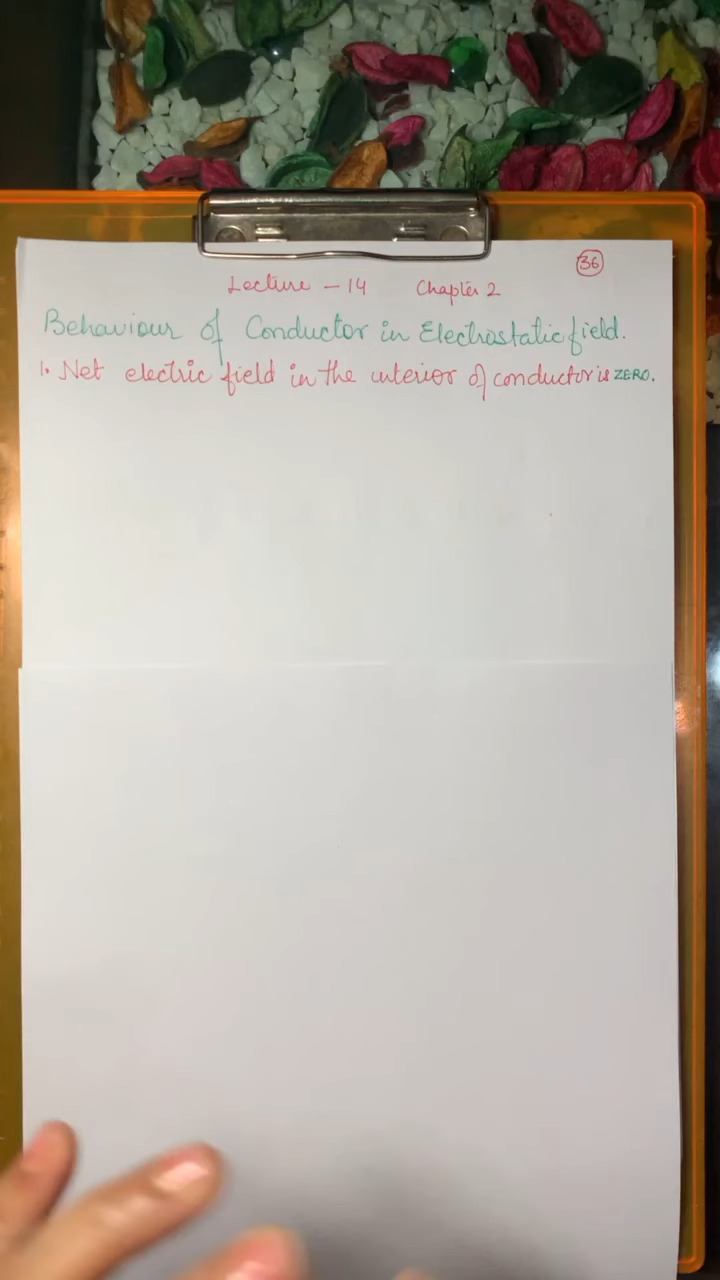 36
Lecture - 14 Chapter 2
Behaviour of Conductor in Electrostatic field.
1. Net electric field in the interior of conductor is ZERO.